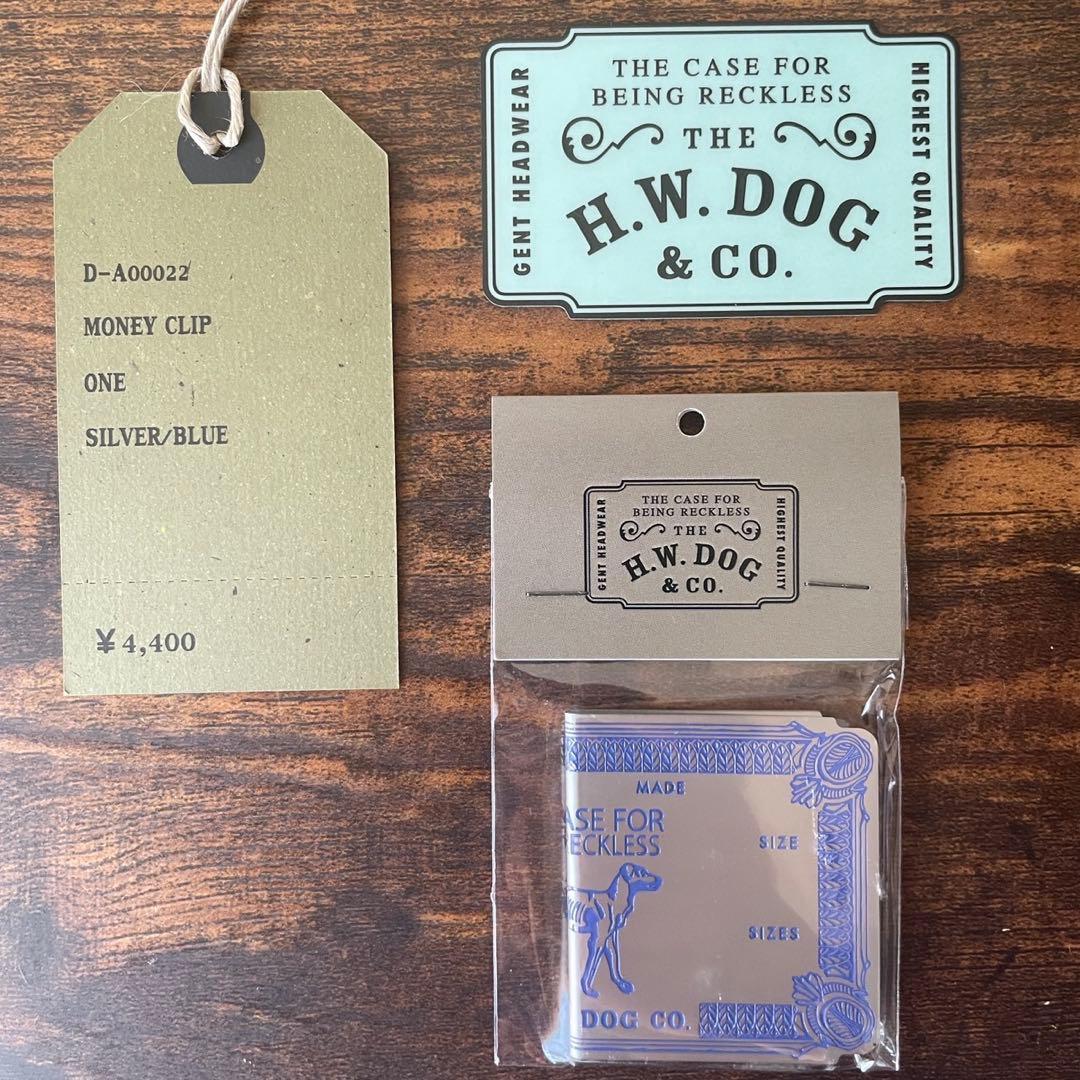 D-A00022
MONEY CLIP
ONE
SILVER/BLUE
¥4,400
THE CASE FOR
BEING RECKLESS
THE
H.W. DOG
& CO.
GENT HEADWEAR
HIGHEST QUALITY
THE CASE FOR
BEING RECKLESS
THE
H.W. DOG
& CO.
GENT HEADWEAR
HIGHEST QUALITY
MADE
ASE FOR
RECKLESS
SIZE
SIZES
DOG CO.